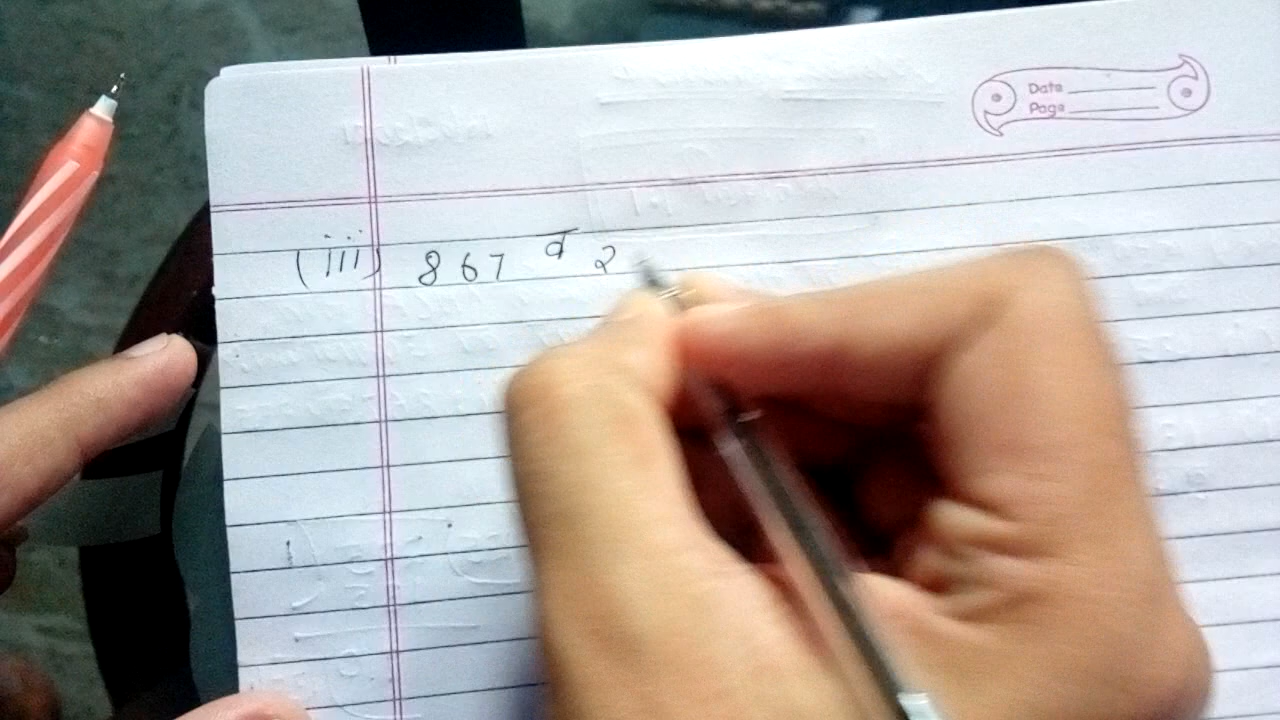 Date
Page
(iii) 867 व 2